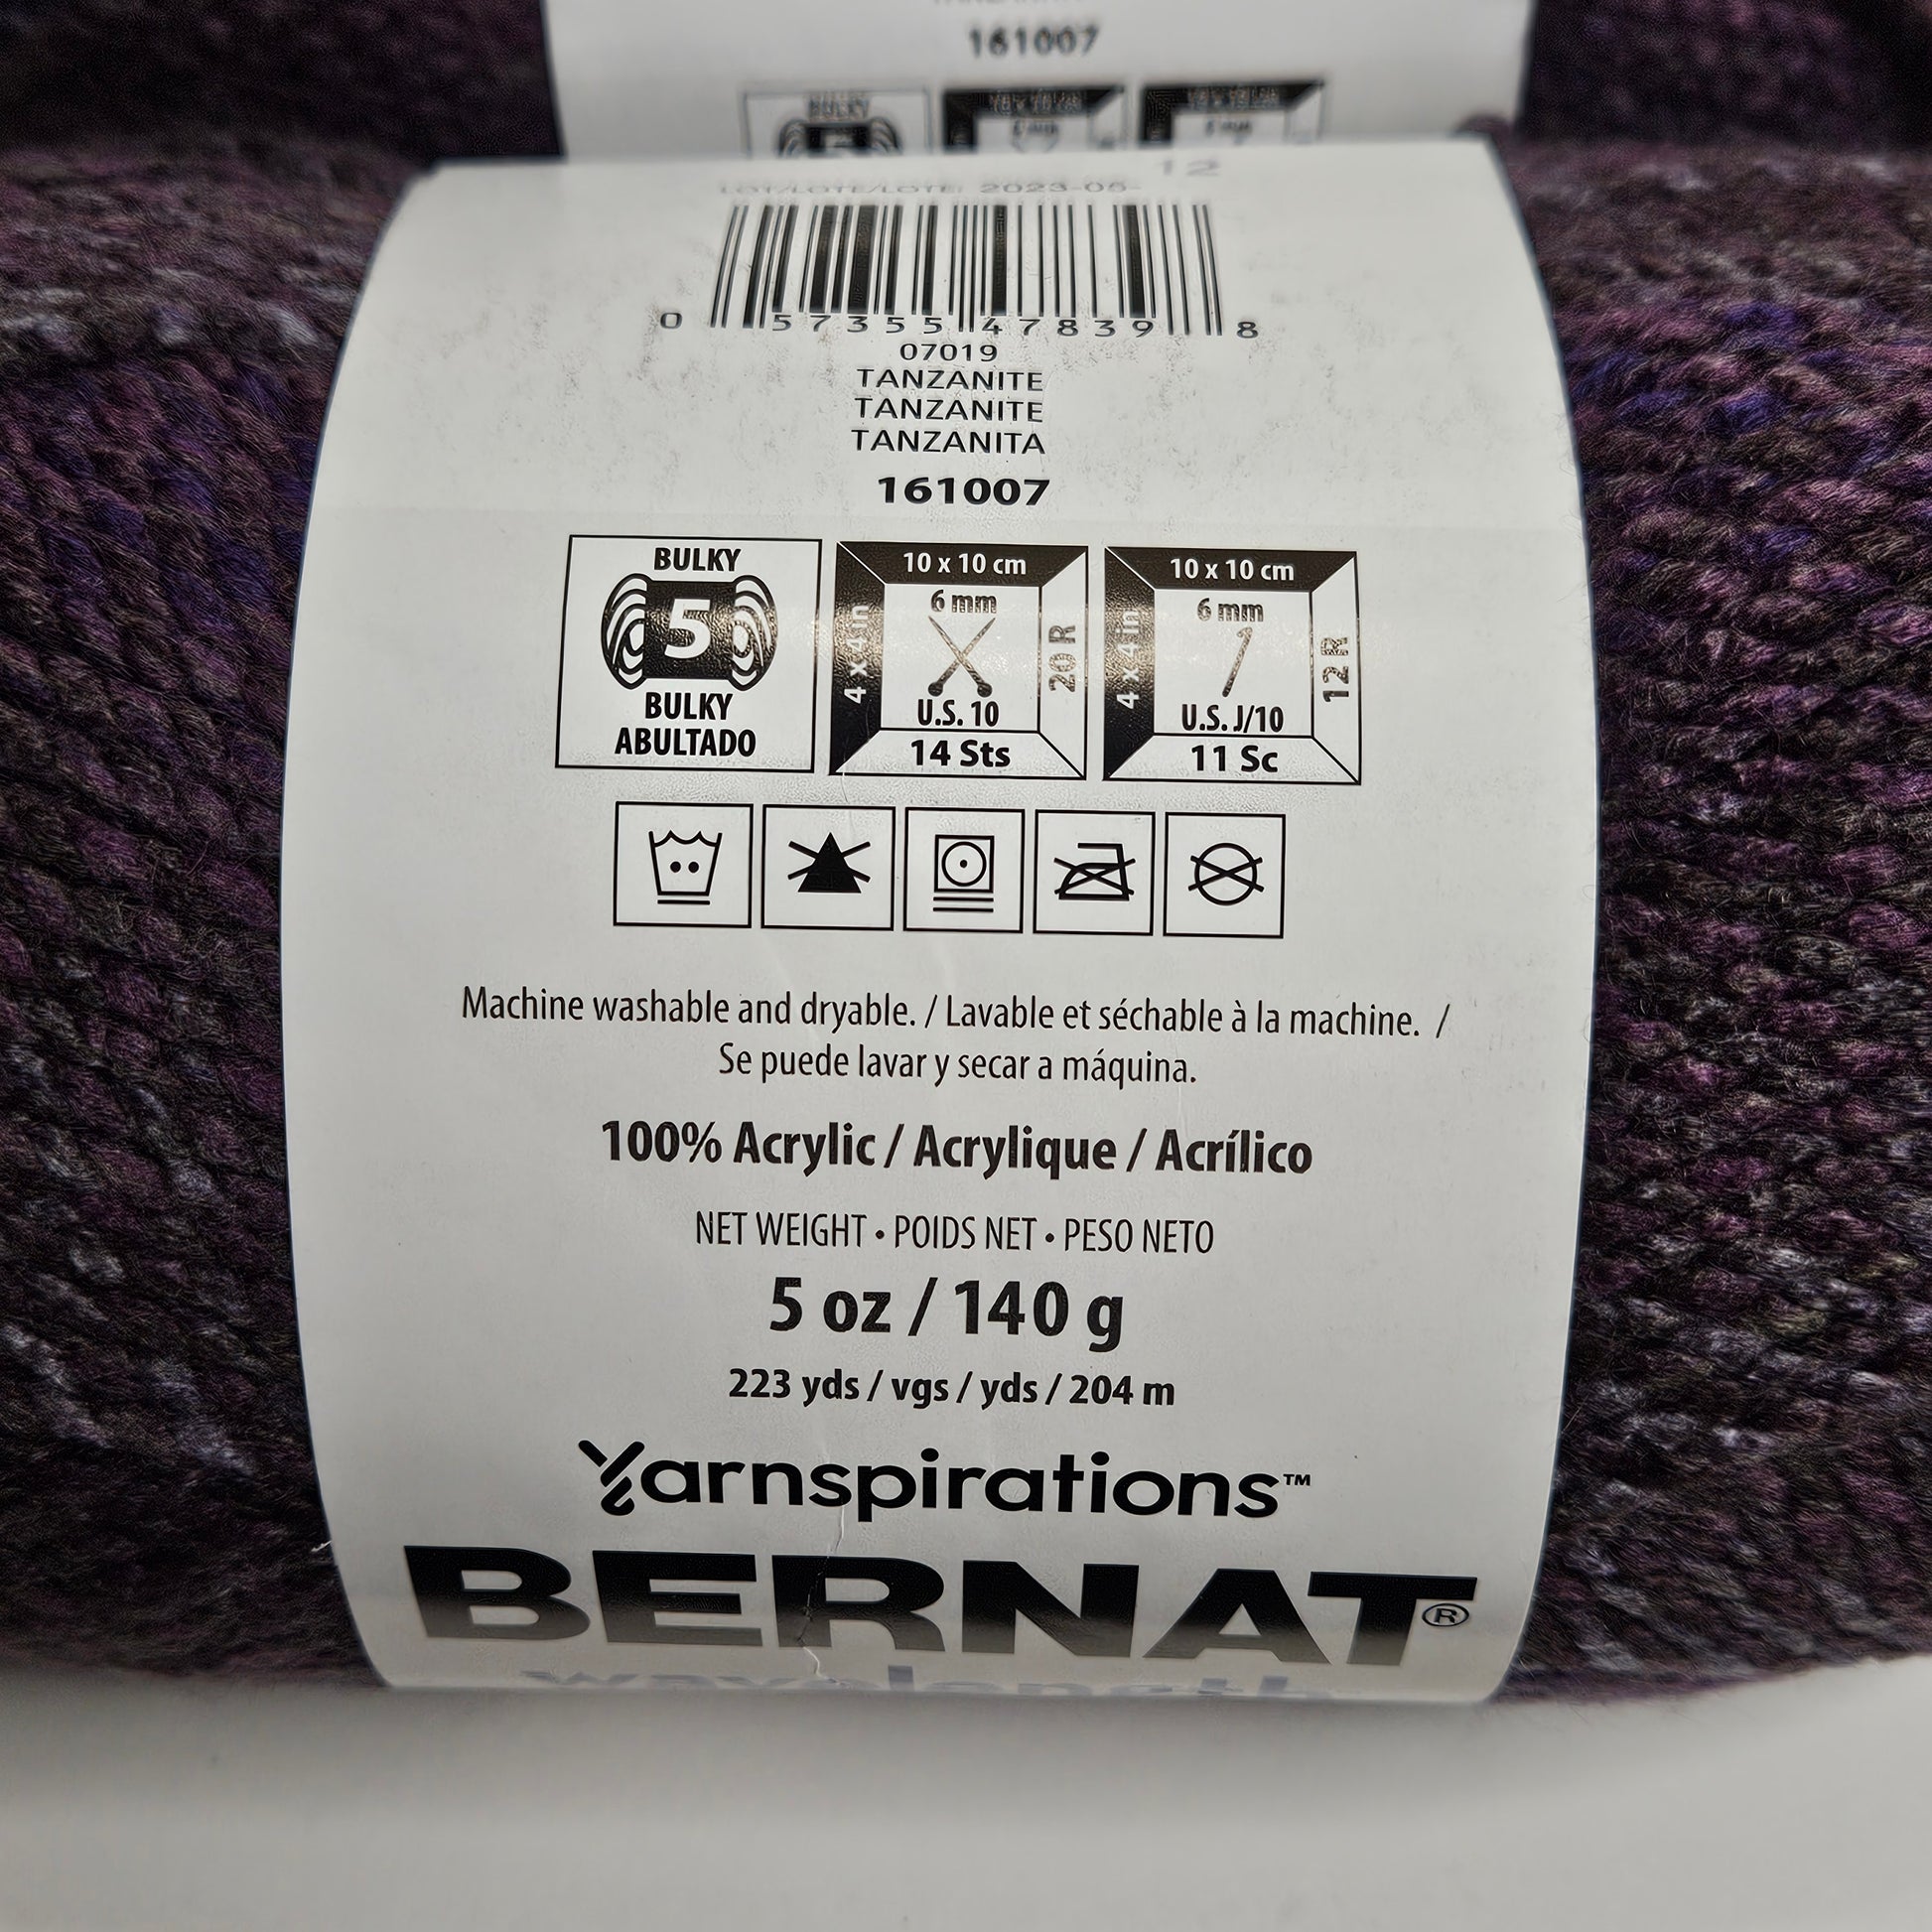 161007
BULKY
5
12
LOT/LOTE/LOTE: 2023-05-
0 57355 47839 8
07019
TANZANITE
TANZANITE
TANZANITA
161007
BULKY
5
BULKY
ABULTADO
10 x 10 cm
4 x 4 in
6 mm
20 R
U.S. 10
14 Sts
10 x 10 cm
4 x 4 in
6 mm
12 R
U.S. J/10
11 Sc
Machine washable and dryable. / Lavable et séchable à la machine. /
Se puede lavar y secar a máquina.
100% Acrylic / Acrylique / Acrílico
NET WEIGHT • POIDS NET • PESO NETO
5 oz / 140 g
223 yds / vgs / yds / 204 m
Yarnspirations™
BERNAT®
wavelength